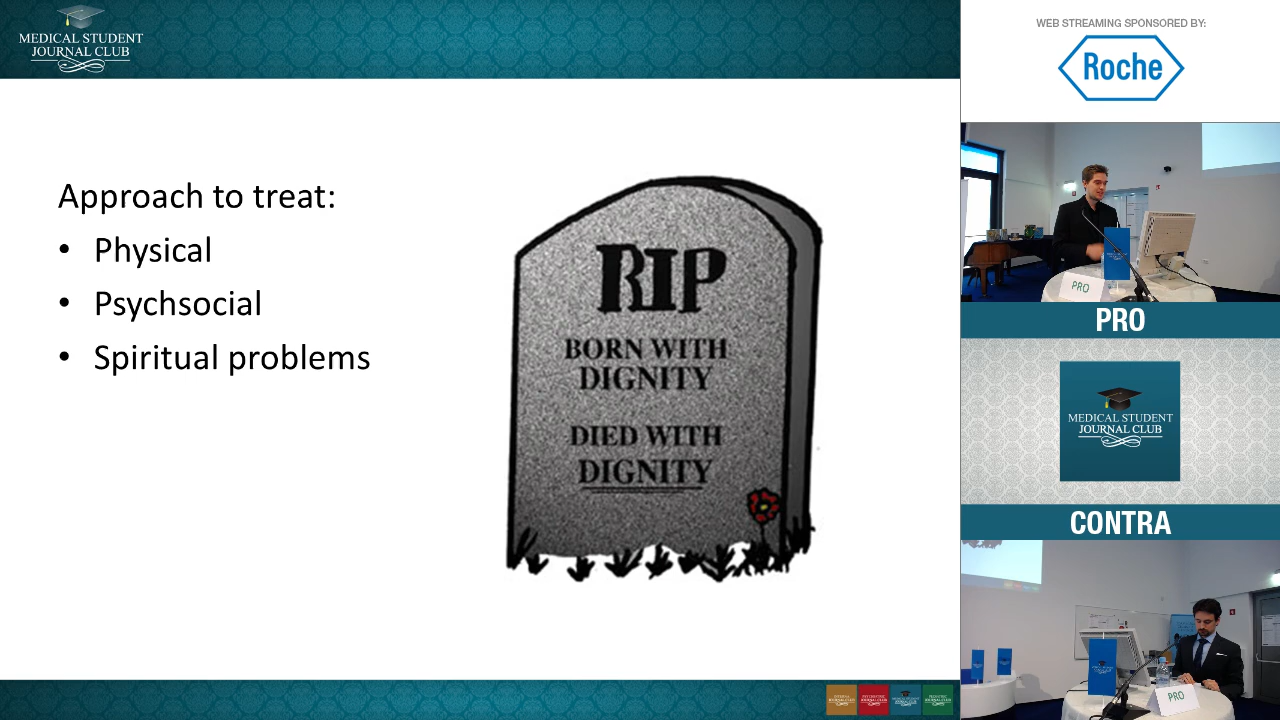 MEDICAL STUDENT
JOURNAL CLUB
Approach to treat:
• Physical
• Psychsocial
• Spiritual problems
RIP
BORN WITH
DIGNITY
DIED WITH
DIGNITY
WEB STREAMING SPONSORED BY:
Roche
PRO
PRO
MEDICAL STUDENT
JOURNAL CLUB
CONTRA
PRO